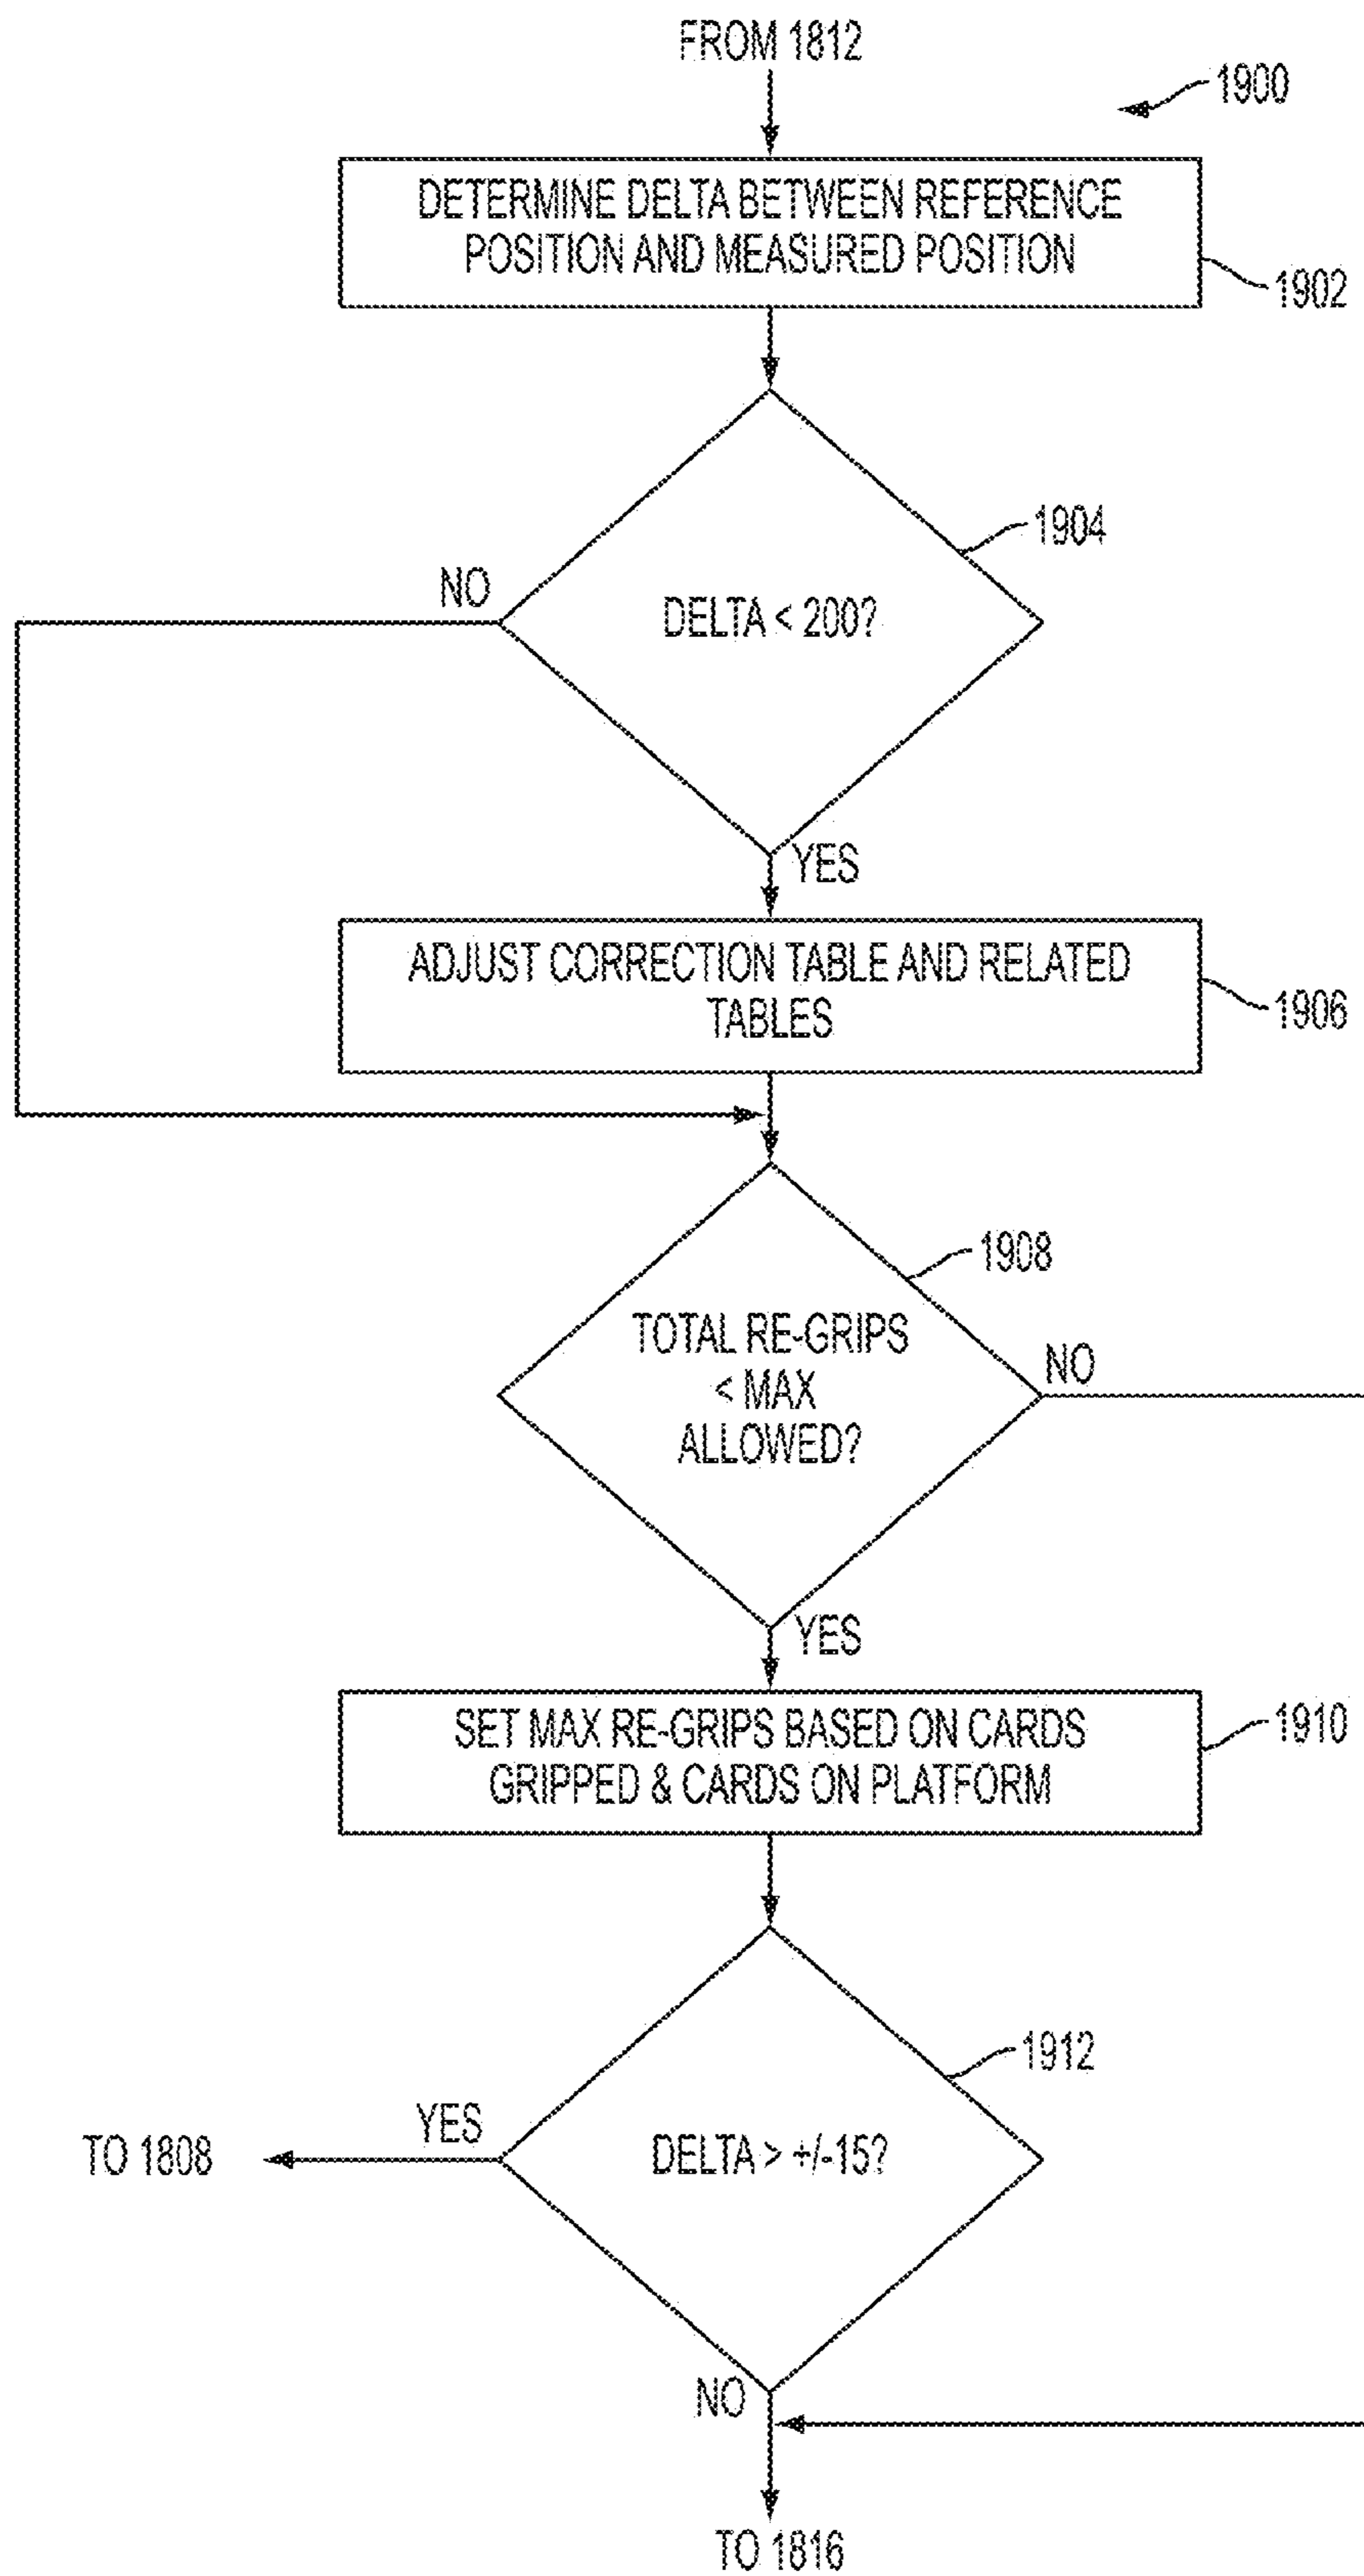 FROM 1812
1900
DETERMINE DELTA BETWEEN REFERENCE
POSITION AND MEASURED POSITION
1902
1904
NO
DELTA < 200?
YES
ADJUST CORRECTION TABLE AND RELATED
TABLES
1906
1908
TOTAL RE-GRIPS
< MAX
ALLOWED?
NO
YES
SET MAX RE-GRIPS BASED ON CARDS
GRIPPED & CARDS ON PLATFORM
1910
1912
YES
TO 1808
DELTA > +/-15?
NO
TO 1816